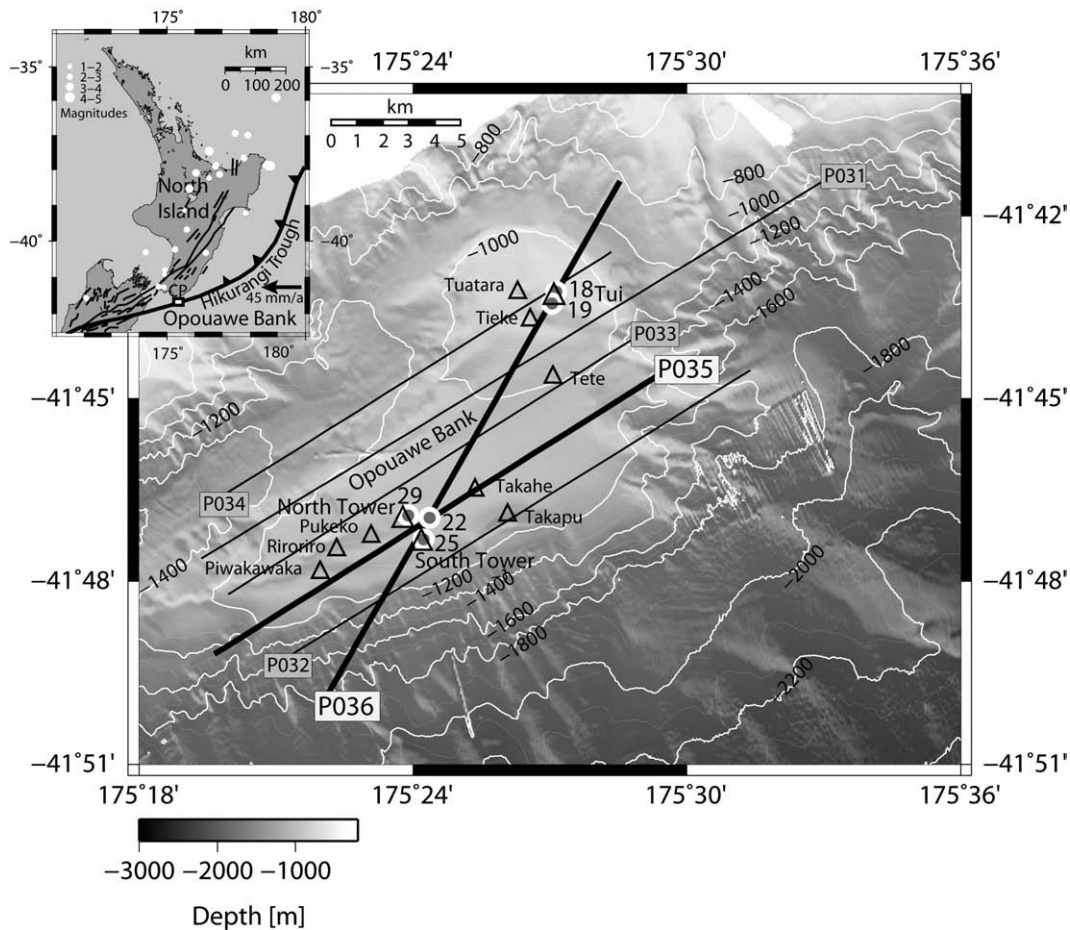 175° 180°
km
0 100 200
−35° −35°
1−2
2−3
3−4
4−5
Magnitudes
North
Island
−40° −40°
Hikurangi Trough
CP
45 mm/a
Opouawe Bank
175° 180°
175°24' 175°30' 175°36'
km
0 1 2 3 4 5
−800
−800
−1000
−1200
−1400
−1600
−1800
P031
−41°42'
−1000
Tuatara
18 Tui
19
Tieke
P033
Tete
P035
−41°45' −41°45'
−1200
Opouawe Bank
P034
Takahe
29
North Tower
22
Takapu
Pukeko
25
Riroriro
South Tower
Piwakawaka
−1400
−41°48' −41°48'
−1200
−1400
−1600
−1800
−2000
−2200
P032
P036
−41°51' −41°51'
175°18' 175°24' 175°30' 175°36'
−3000 −2000 −1000
Depth [m]